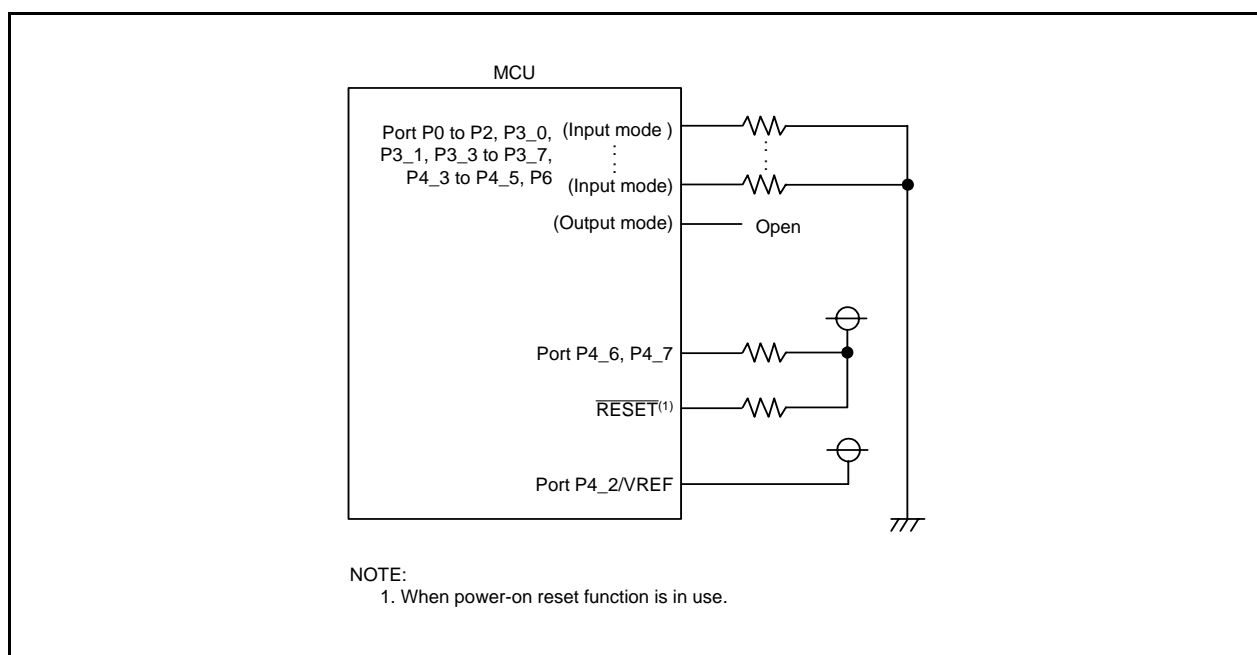 MCU
Port P0 to P2, P3_0, (Input mode )
P3_1, P3_3 to P3_7,
P4_3 to P4_5, P6 (Input mode)
(Output mode) Open
Port P4_6, P4_7
RESET(1)
Port P4_2/VREF
NOTE:
1. When power-on reset function is in use.